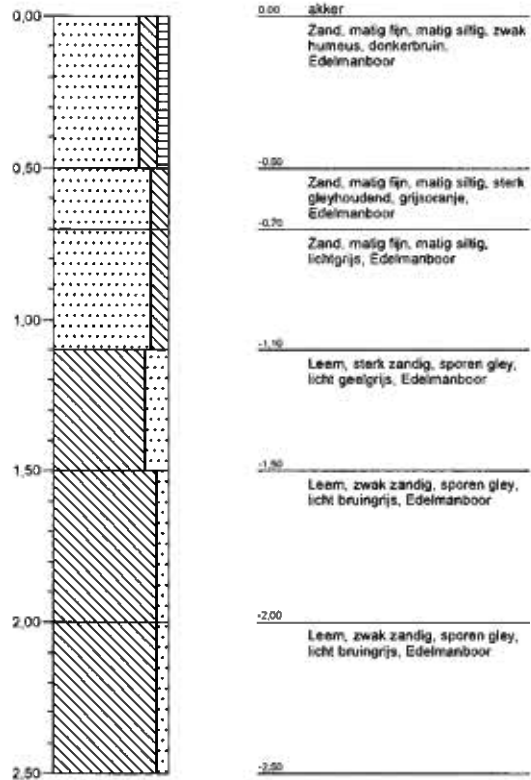 0,00
0,50
1,00
1,50
2,00
2,50
0.00 akker
Zand, matig fijn, matig siltig, zwak
humeus, donkerbruin,
Edelmanboor
-0.50
Zand, matig fijn, matig siltig, sterk
gleyhoudend, grijsoranje,
Edelmanboor
-0.70
Zand, matig fijn, matig siltig,
lichtgrijs, Edelmanboor
-1,10
Leem, sterk zandig, sporen gley,
licht geelgrijs, Edelmanboor
-1,50
Leem, zwak zandig, sporen gley,
licht bruingrijs, Edelmanboor
-2,00
Leem, zwak zandig, sporen gley,
licht bruingrijs, Edelmanboor
-2,50